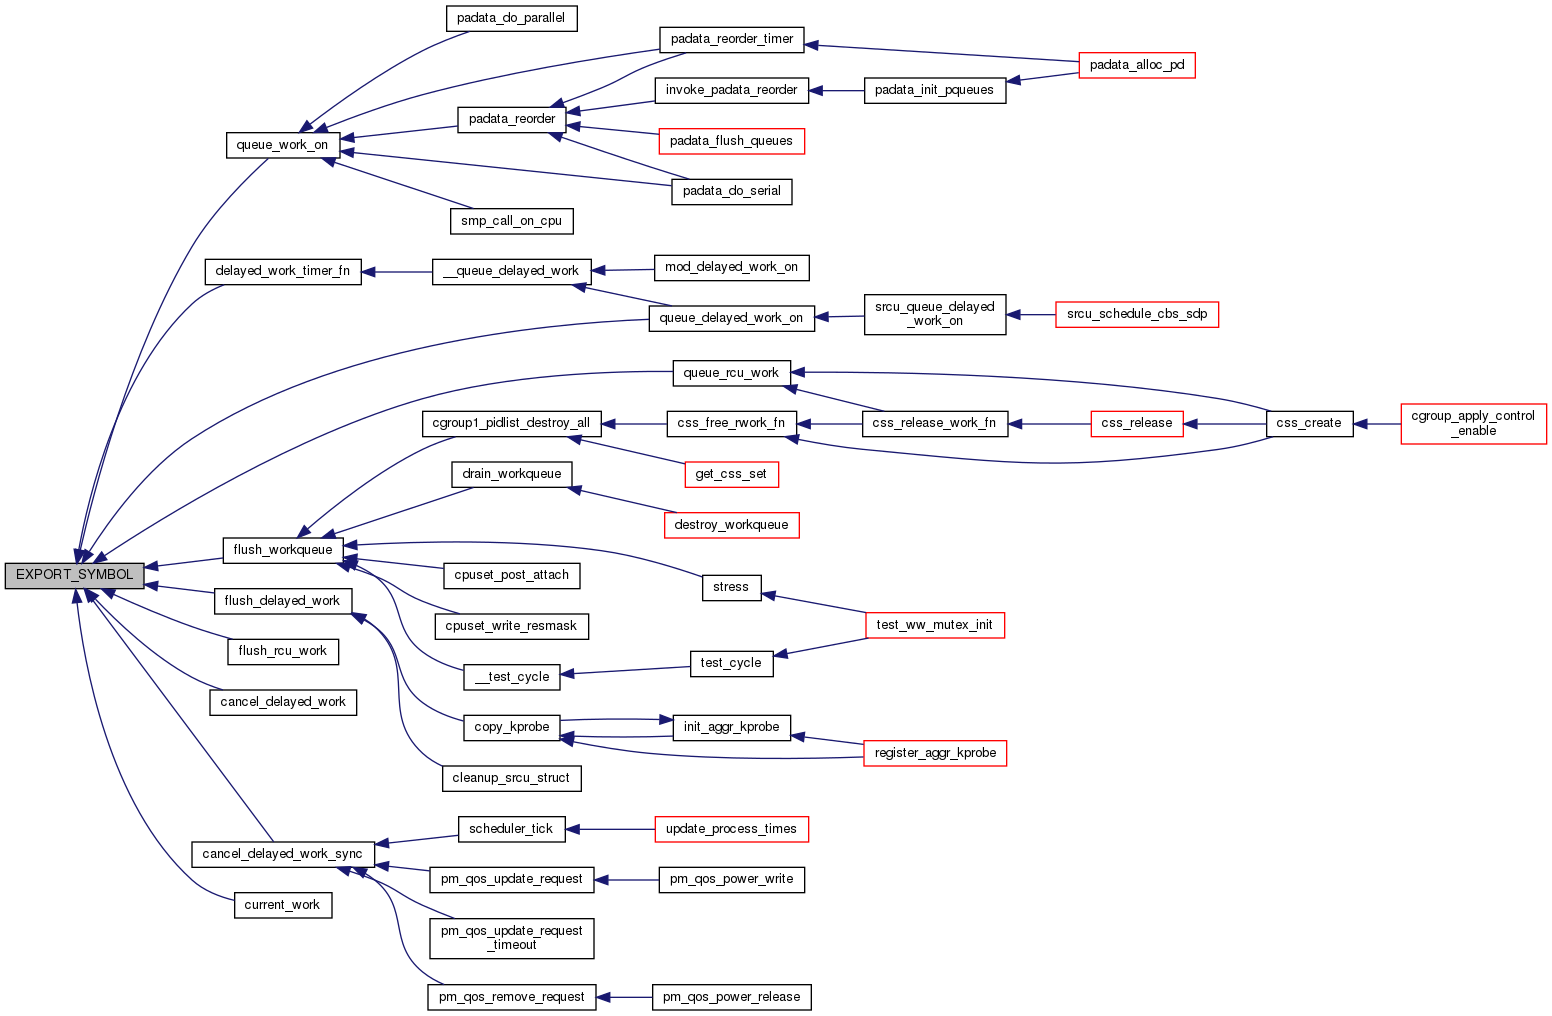 padata_do_parallel
padata_reorder_timer
padata_alloc_pd
invoke_padata_reorder
padata_init_pqueues
padata_reorder
queue_work_on
padata_flush_queues
padata_do_serial
smp_call_on_cpu
delayed_work_timer_fn
__queue_delayed_work
mod_delayed_work_on
queue_delayed_work_on
srcu_queue_delayed
_work_on
srcu_schedule_cbs_sdp
queue_rcu_work
cgroup1_pidlist_destroy_all
css_free_rwork_fn
css_release_work_fn
css_release
css_create
cgroup_apply_control
_enable
drain_workqueue
get_css_set
destroy_workqueue
flush_workqueue
EXPORT_SYMBOL
cpuset_post_attach
stress
flush_delayed_work
cpuset_write_resmask
test_ww_mutex_init
flush_rcu_work
__test_cycle
test_cycle
cancel_delayed_work
copy_kprobe
init_aggr_kprobe
register_aggr_kprobe
cleanup_srcu_struct
scheduler_tick
update_process_times
cancel_delayed_work_sync
pm_qos_update_request
pm_qos_power_write
current_work
pm_qos_update_request
_timeout
pm_qos_remove_request
pm_qos_power_release